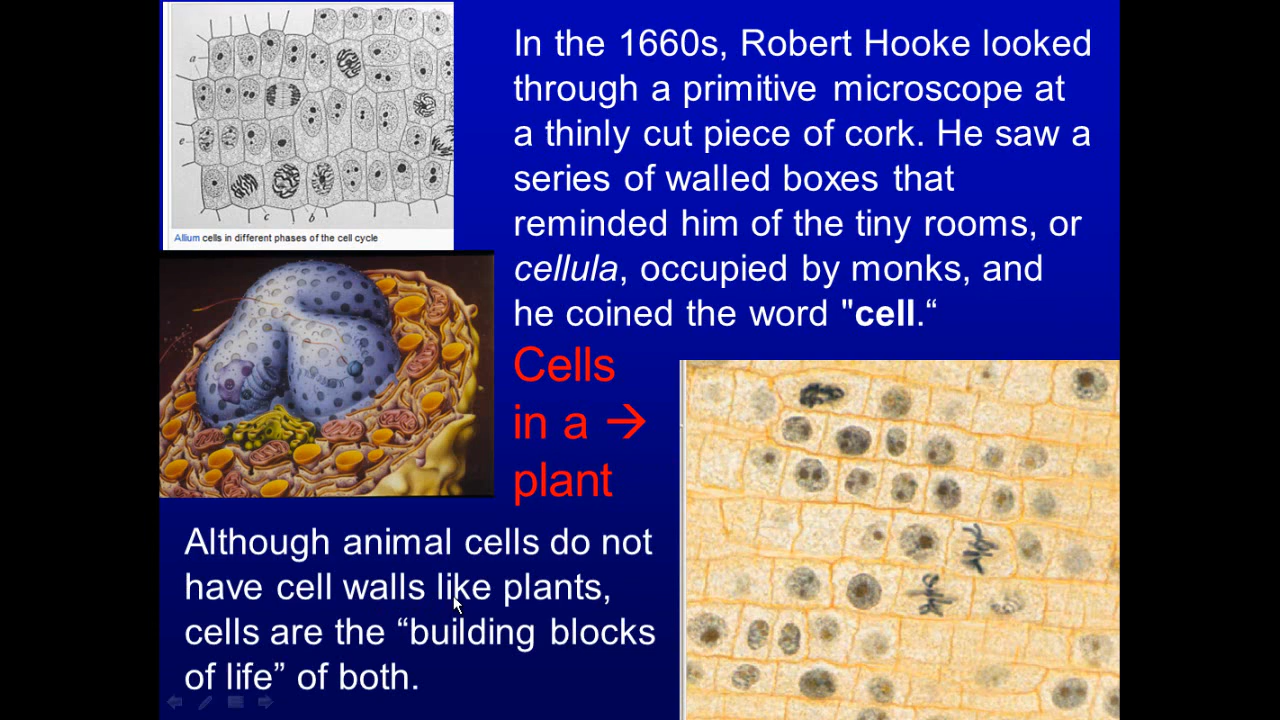 a
e
c b
Allium cells in different phases of the cell cycle
In the 1660s, Robert Hooke looked
through a primitive microscope at
a thinly cut piece of cork. He saw a
series of walled boxes that
reminded him of the tiny rooms, or
cellula, occupied by monks, and
he coined the word "cell.“
Cells
in a →
plant
Although animal cells do not
have cell walls like plants,
cells are the “building blocks
of life” of both.